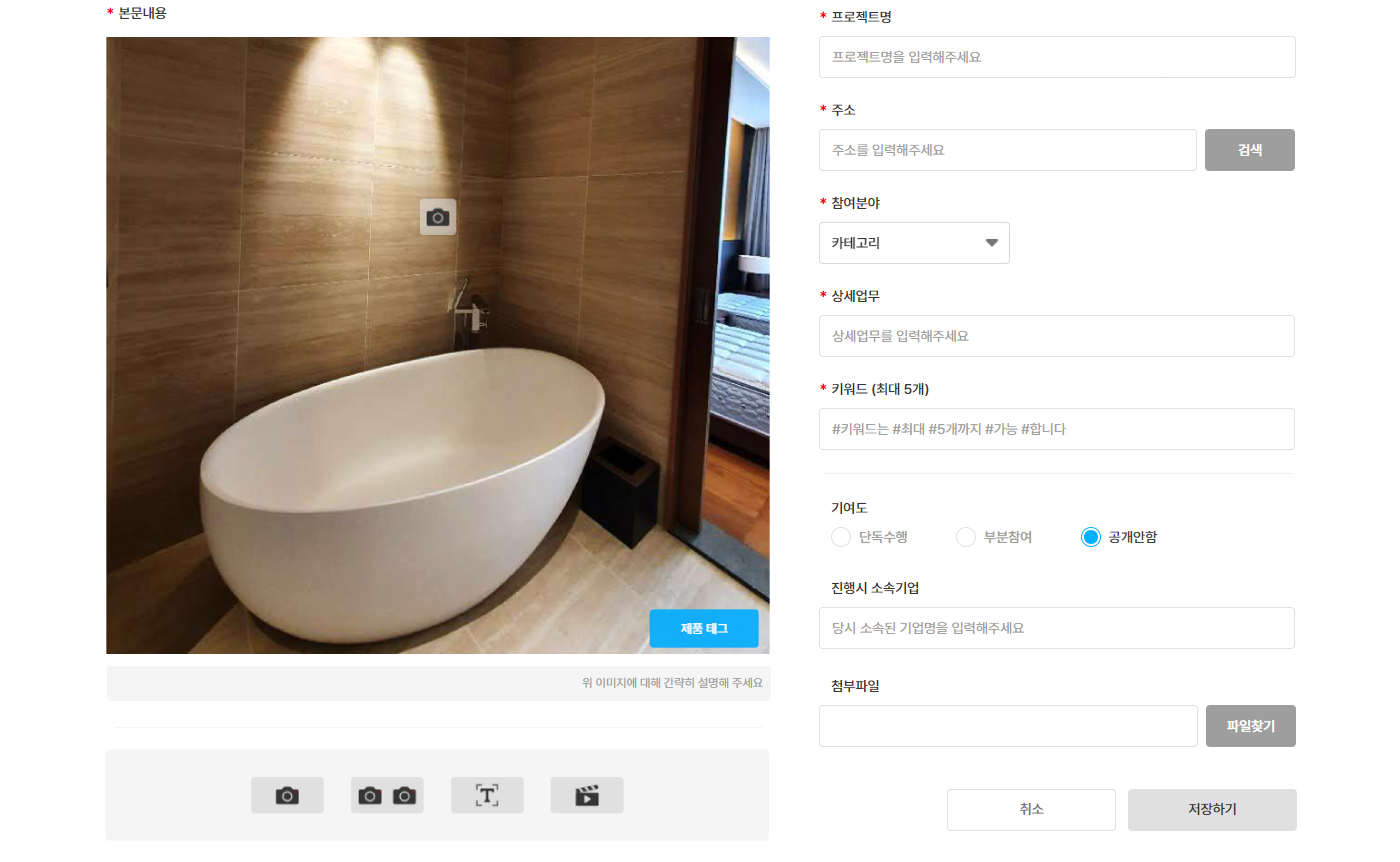 * 본문내용
제품 태그
위 이미지에 대해 간략히 설명해 주세요
T
* 프로젝트명
프로젝트명을 입력해주세요
* 주소
주소를 입력해주세요
검색
* 참여분야
카테고리
* 상세업무
상세업무를 입력해주세요
* 키워드 (최대 5개)
#키워드는 #최대 #5개까지 #가능 #합니다
기여도
단독수행 부분참여 공개안함
진행시 소속기업
당시 소속된 기업명을 입력해주세요
첨부파일
파일찾기
취소 저장하기